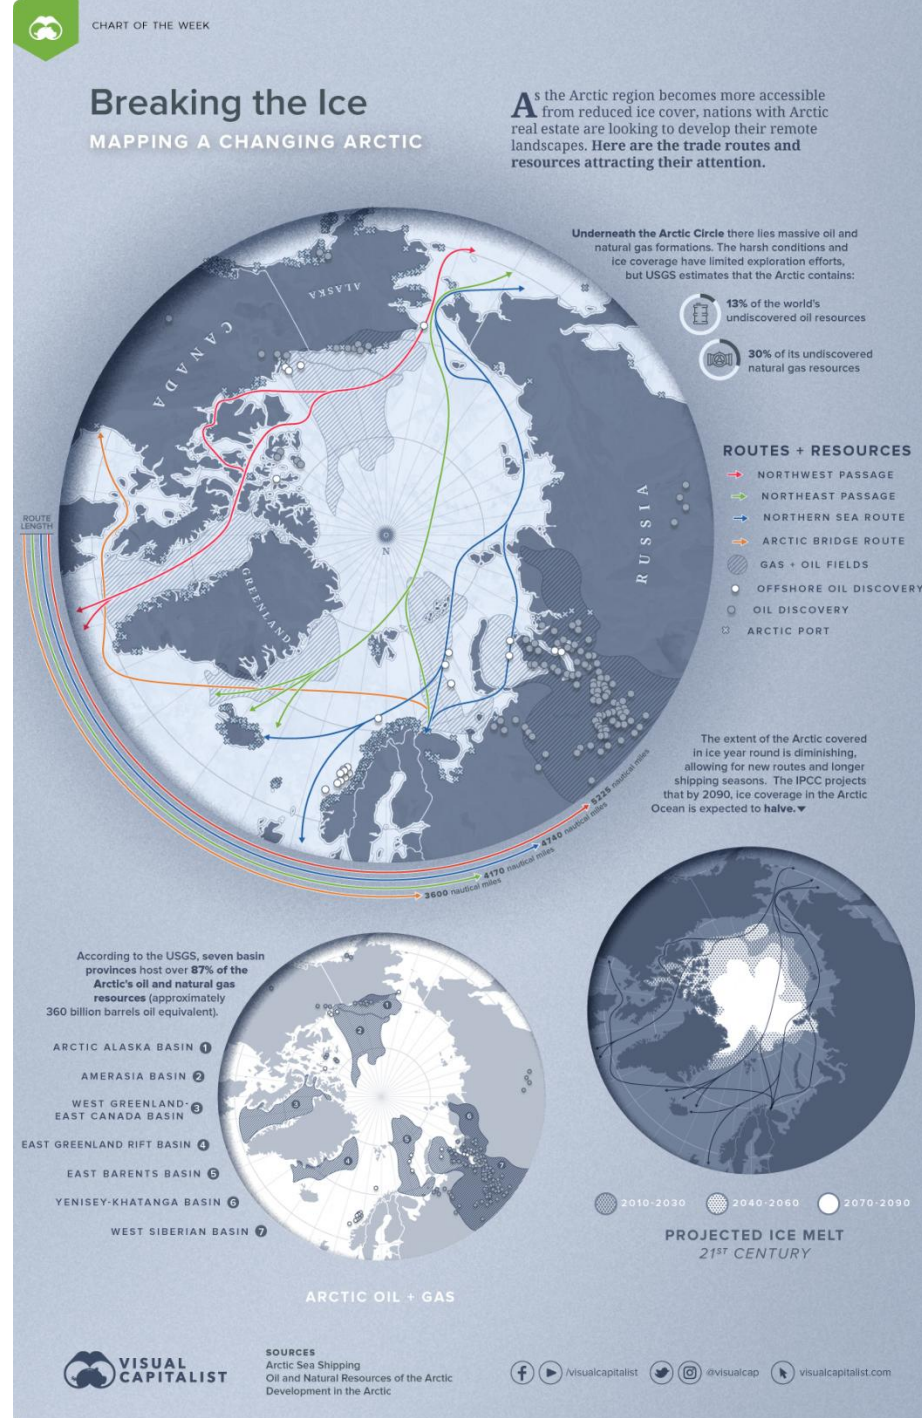 CHART OF THE WEEK
Breaking the Ice
MAPPING A CHANGING ARCTIC
As the Arctic region becomes more accessible
from reduced ice cover, nations with Arctic
real estate are looking to develop their remote
landscapes. Here are the trade routes and
resources attracting their attention.
Underneath the Arctic Circle there lies massive oil and
natural gas formations. The harsh conditions and
ice coverage have limited exploration efforts,
but USGS estimates that the Arctic contains:
13% of the world's
undiscovered oil resources
30% of its undiscovered
natural gas resources
ALASKA
CANADA
RUSSIA
GREENLAND
N
ROUTES + RESOURCES
NORTHWEST PASSAGE
NORTHEAST PASSAGE
NORTHERN SEA ROUTE
ARCTIC BRIDGE ROUTE
GAS + OIL FIELDS
OFFSHORE OIL DISCOVERY
OIL DISCOVERY
ARCTIC PORT
ROUTE
LENGTH
5225 nautical miles
4740 nautical miles
4170 nautical miles
3600 nautical miles
The extent of the Arctic covered
in ice year round is diminishing,
allowing for new routes and longer
shipping seasons. The IPCC projects
that by 2090, ice coverage in the Arctic
Ocean is expected to halve.
According to the USGS, seven basin
provinces host over 87% of the
Arctic's oil and natural gas
resources (approximately
360 billion barrels oil equivalent).
ARCTIC ALASKA BASIN 1
AMERASIA BASIN 2
WEST GREENLAND-
EAST CANADA BASIN 3
EAST GREENLAND RIFT BASIN 4
EAST BARENTS BASIN 5
YENISEY-KHATANGA BASIN 6
WEST SIBERIAN BASIN 7
1
2
3
4
5
6
7
ARCTIC OIL + GAS
2010-2030
2040-2060
2070-2090
PROJECTED ICE MELT
21ST CENTURY
VISUAL
CAPITALIST
SOURCES
Arctic Sea Shipping
Oil and Natural Resources of the Arctic
Development in the Arctic
/visualcapitalist
@visualcap
visualcapitalist.com